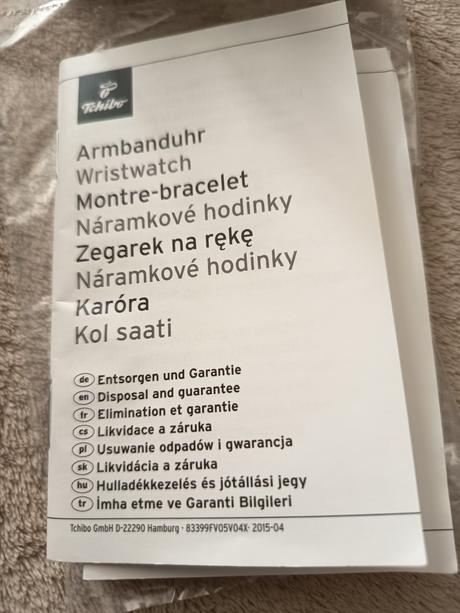 Tchibo
Armbanduhr
Wristwatch
Montre-bracelet
Náramkové hodinky
Zegarek na rękę
Náramkové hodinky
Karóra
Kol saati
de Entsorgen und Garantie
en Disposal and guarantee
fr Elimination et garantie
cs Likvidace a záruka
pl Usuwanie odpadów i gwarancja
sk Likvidácia a záruka
hu Hulladékkezelés és jótállási jegy
tr İmha etme ve Garanti Bilgileri
Tchibo GmbH D-22290 Hamburg · 83399FV05V04X · 2015-04